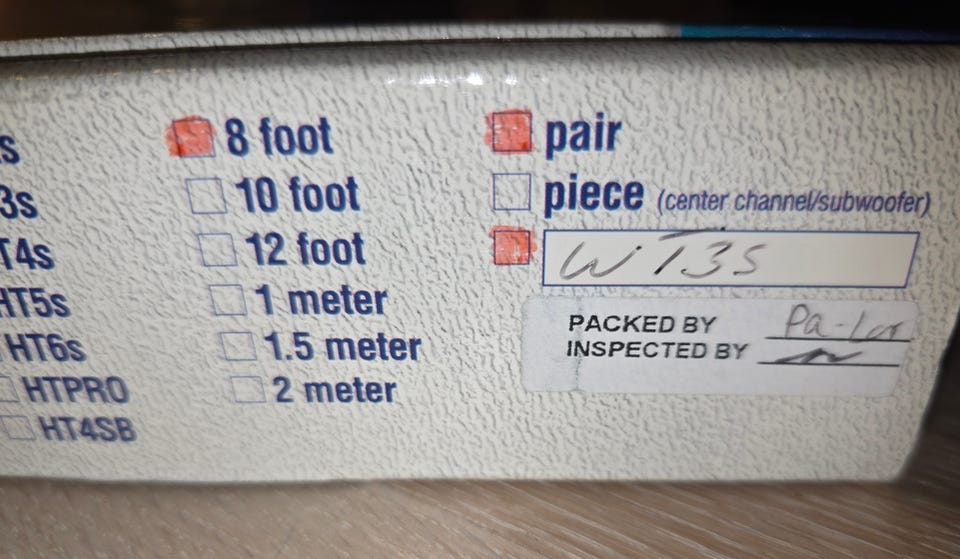 s
3s
T4s
HT5s
HT6s
HTPRO
HT4SB
8 foot
10 foot
12 foot
1 meter
1.5 meter
2 meter
pair
piece (center channel/subwoofer)
WT3S
PACKED BY
INSPECTED BY